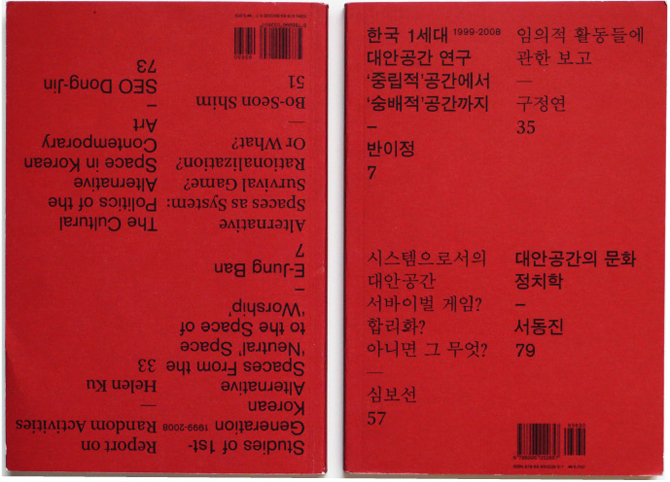 Studies of 1st-
Generation 1999-2008
Korean
Alternative
Spaces From the
'Neutral' Space
to the Space of
'Worship'
–
E-Jung Ban
7
Report on
Random Activities
—
Helen Ku
33
Alternative
Spaces as System:
Survival Game?
Rationalization?
Or What?
—
Bo-Seon Shim
51
The Cultural
Politics of the
Alternative
Space in Korean
Contemporary
Art
–
SEO Dong-Jin
73
한국 1세대 1999-2008
대안공간 연구
‘중립적’공간에서
‘숭배적’공간까지
–
반이정
7
임의적 활동들에
관한 보고
—
구정연
35
시스템으로서의
대안공간
서바이벌 게임?
합리화?
아니면 그 무엇?
—
심보선
57
대안공간의 문화
정치학
–
서동진
79